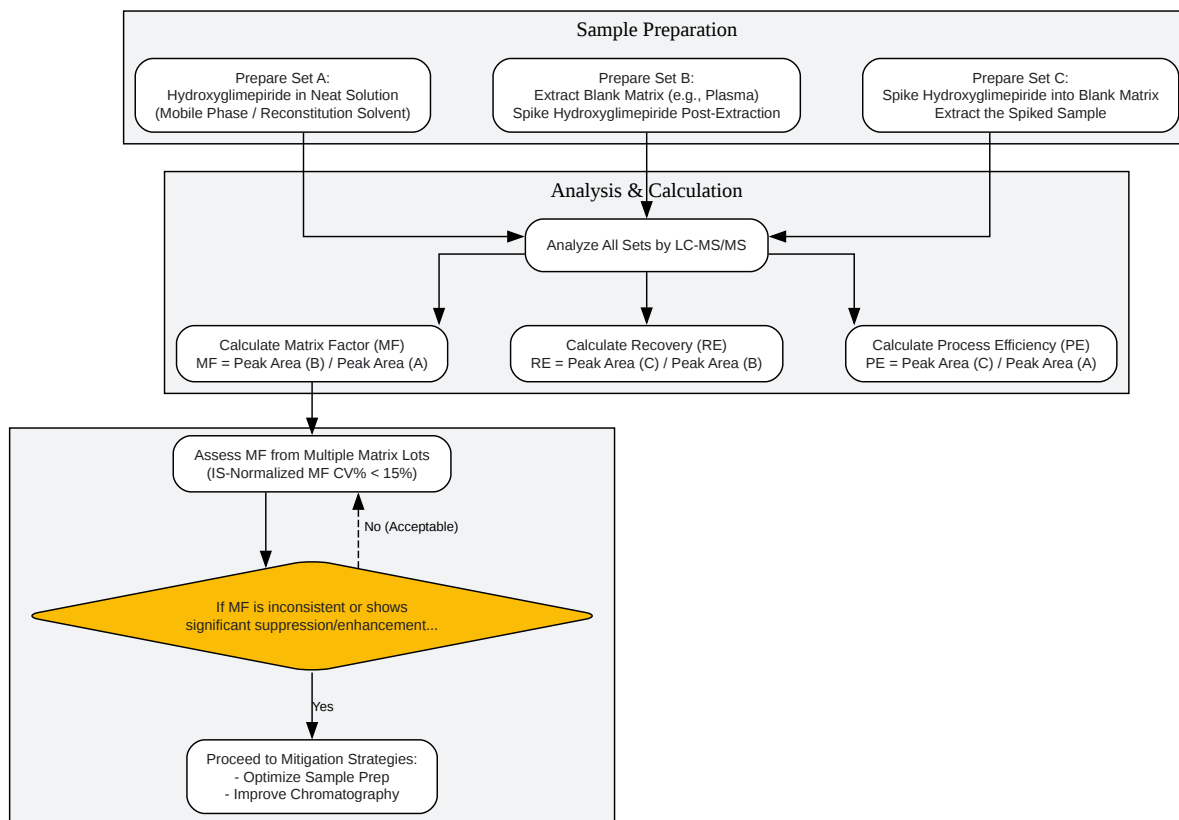 Sample Preparation
Prepare Set A:
Hydroxyglimepiride in Neat Solution
(Mobile Phase / Reconstitution Solvent)
Prepare Set B:
Extract Blank Matrix (e.g., Plasma)
Spike Hydroxyglimepiride Post-Extraction
Prepare Set C:
Spike Hydroxyglimepiride into Blank Matrix
Extract the Spiked Sample
Analysis & Calculation
Analyze All Sets by LC-MS/MS
Calculate Matrix Factor (MF)
MF = Peak Area (B) / Peak Area (A)
Calculate Recovery (RE)
RE = Peak Area (C) / Peak Area (B)
Calculate Process Efficiency (PE)
PE = Peak Area (C) / Peak Area (A)
Assess MF from Multiple Matrix Lots
(IS-Normalized MF CV% < 15%)
No (Acceptable)
If MF is inconsistent or shows
significant suppression/enhancement...
Yes
Proceed to Mitigation Strategies:
- Optimize Sample Prep
- Improve Chromatography